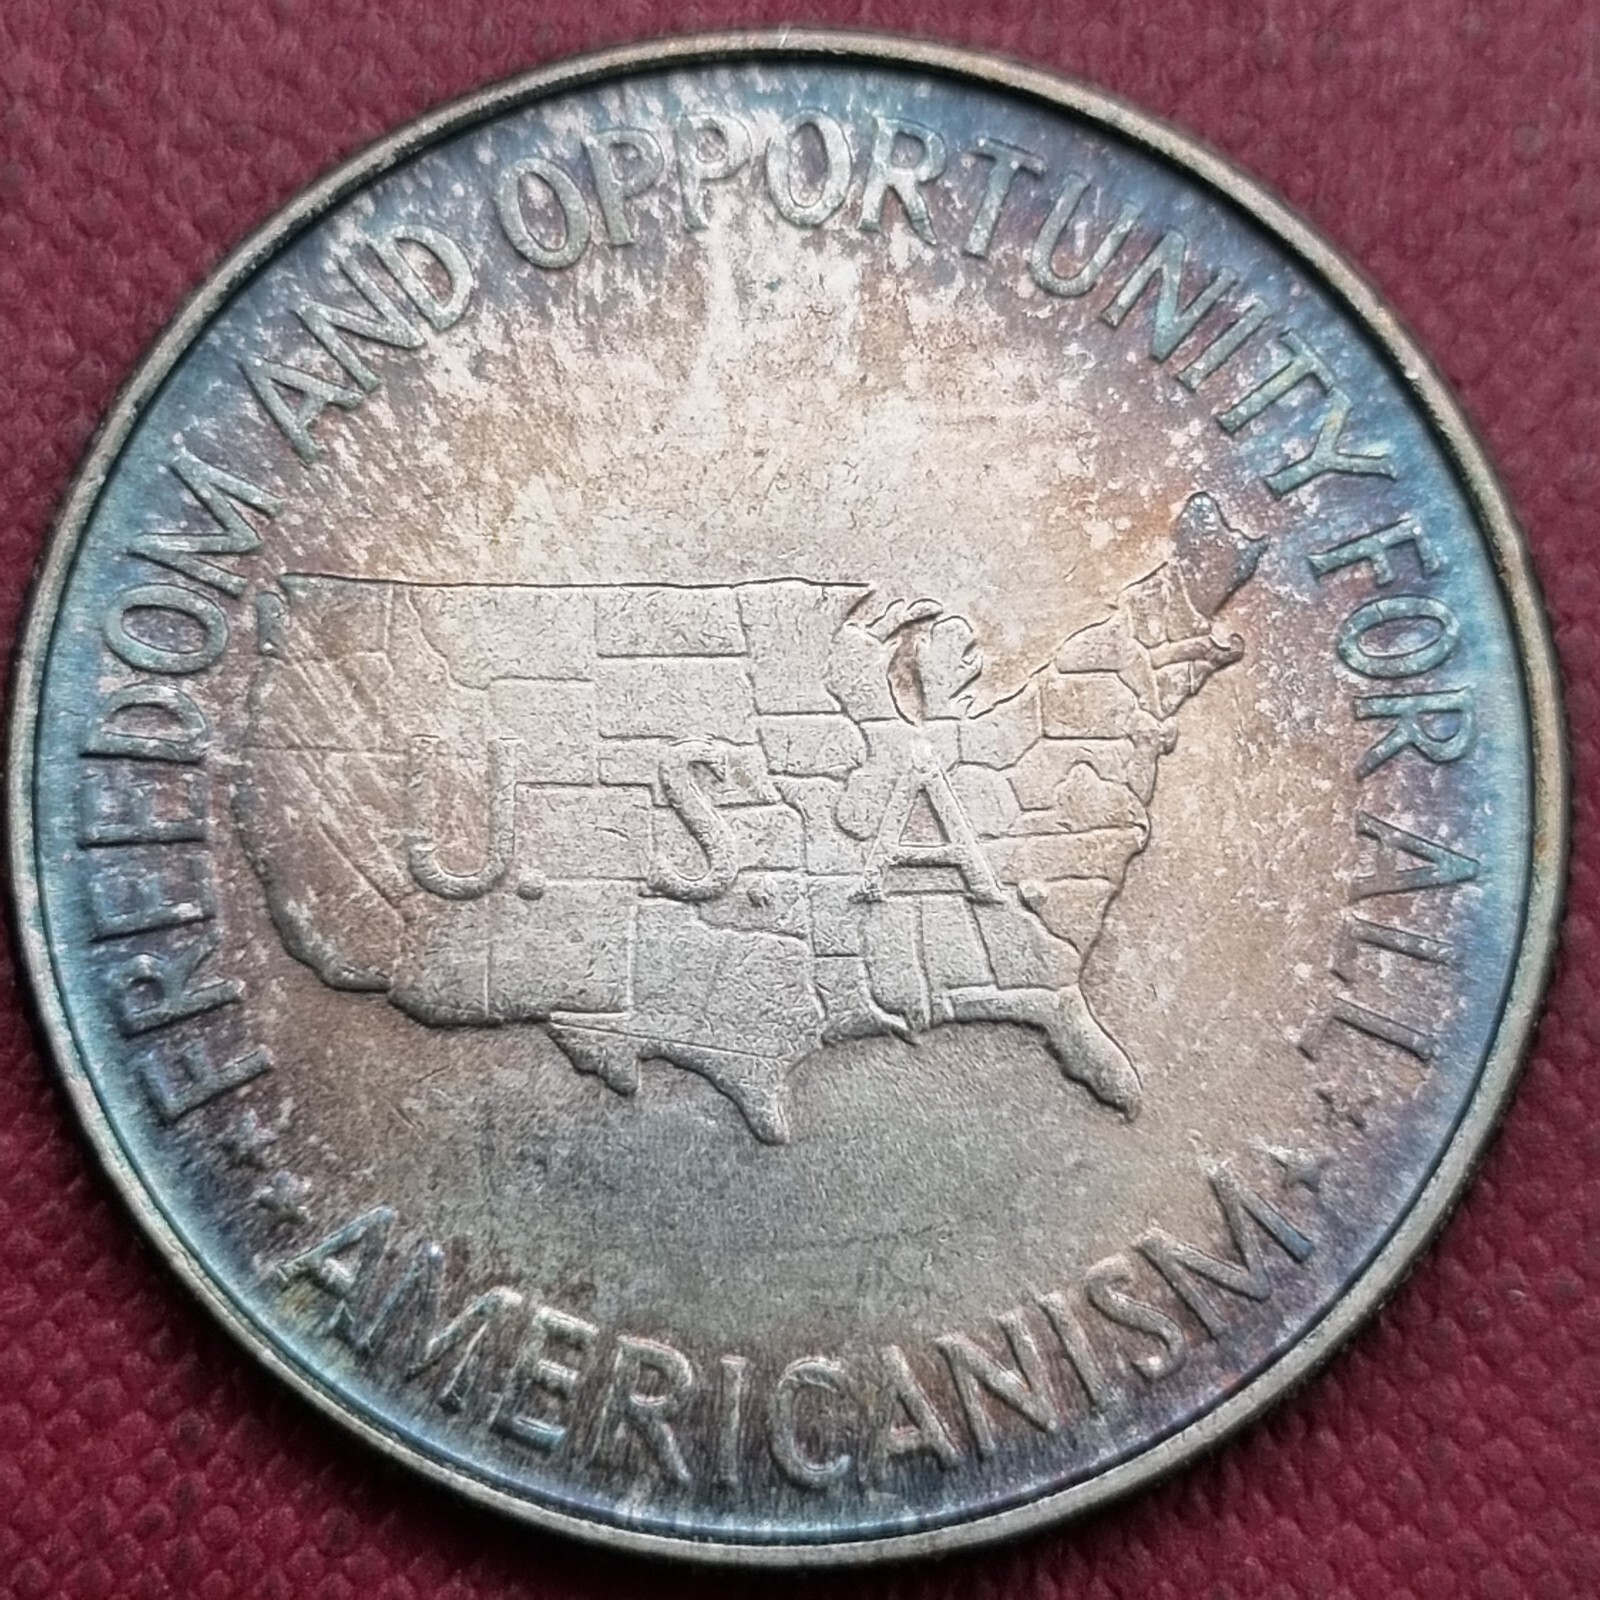 FREEDOM AND OPPORTUNITY FOR ALL
U.S.A
AMERICANISM